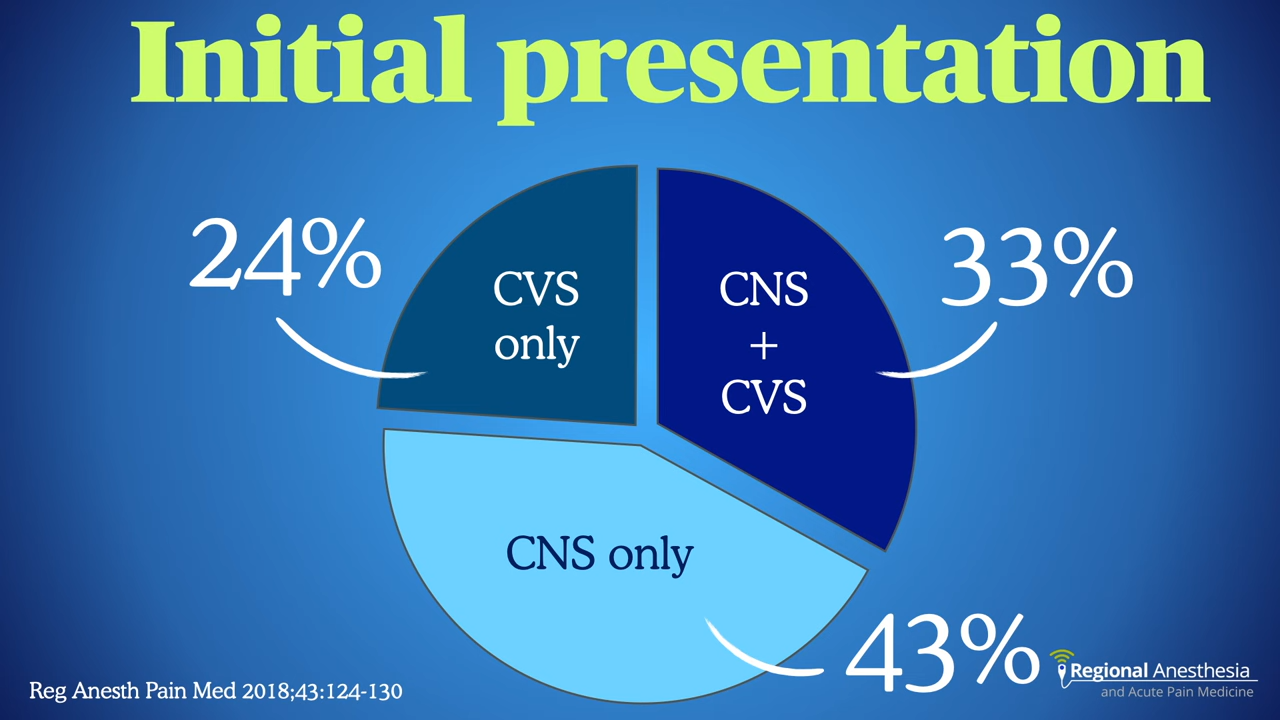 Initial presentation
24%
CVS
only
CNS
+
CVS
33%
CNS only
43%
Reg Anesth Pain Med 2018;43:124-130
Regional Anesthesia
and Acute Pain Medicine